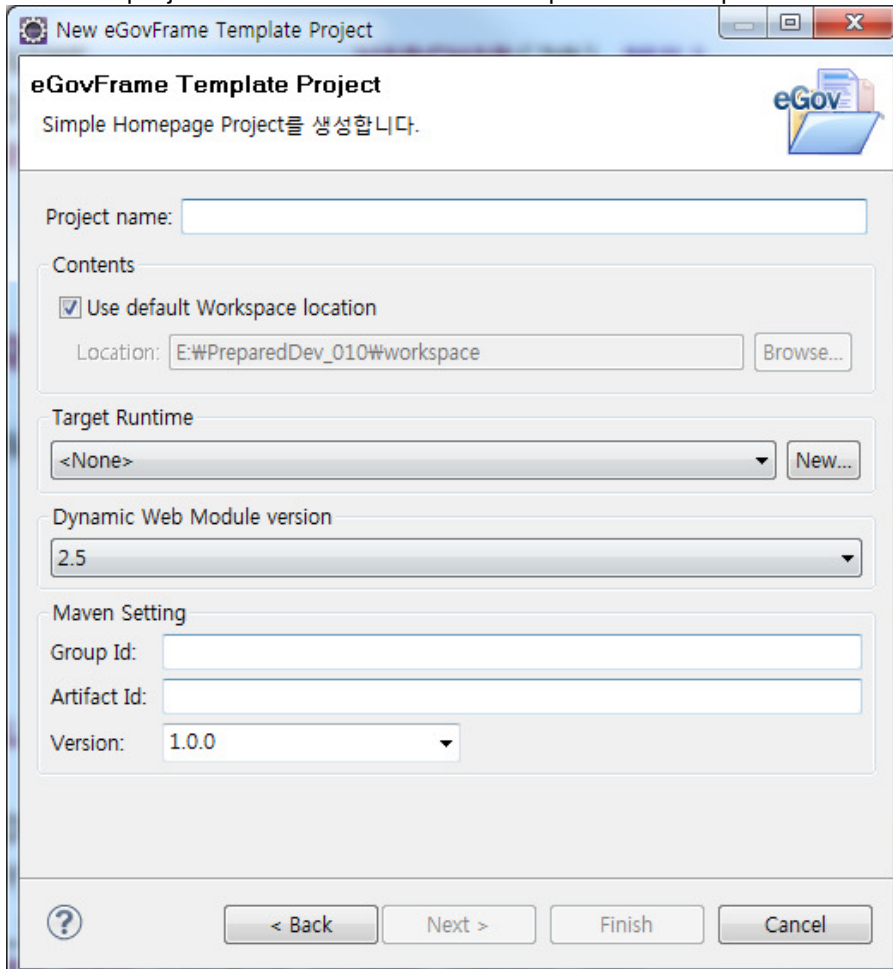 New eGovFrame Template Project
eGovFrame Template Project
eGov
Simple Homepage Project를 생성합니다.
Project name:
Contents
Use default Workspace location
Location: E:₩PreparedDev_010₩workspace Browse...
Target Runtime
<None> New...
Dynamic Web Module version
2.5
Maven Setting
Group Id:
Artifact Id:
Version: 1.0.0
? < Back Next > Finish Cancel